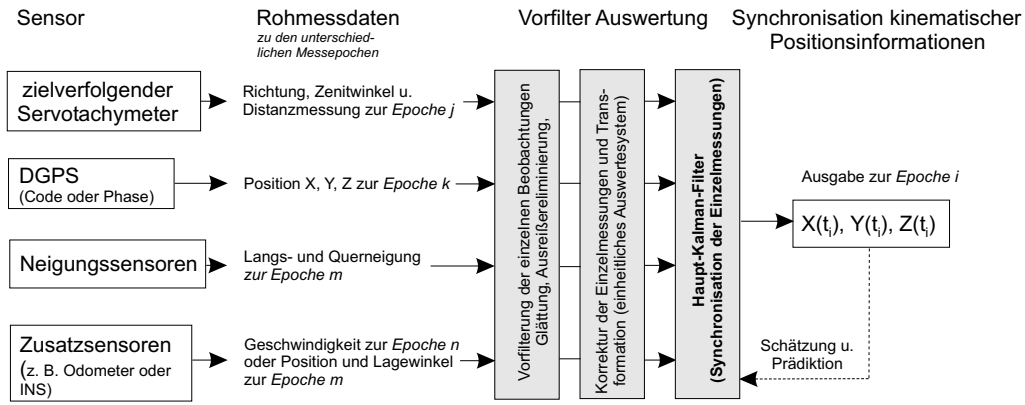 Sensor
Rohmessdaten
zu den unterschied-
lichen Messepochen
Vorfilter Auswertung
Synchronisation kinematischer
Positionsinformationen
zielverfolgender
Servotachymeter
Richtung, Zenitwinkel u.
Distanzmessung zur Epoche j
DGPS
(Code oder Phase)
Position X, Y, Z zur Epoche k
Neigungssensoren
Langs- und Querneigung
zur Epoche m
Zusatzsensoren
(z. B. Odometer oder
INS)
Geschwindigkeit zur Epoche n
oder Position und Lagewinkel
zur Epoche m
Vorfilterung der einzelnen Beobachtungen
Glättung, Ausreißereliminierung,
Korrektur der Einzelmessungen und Trans-
formation (einheitliches Auswertesystem)
Haupt-Kalman-Filter
(Synchronisation der Einzelmessungen)
Ausgabe zur Epoche i
X(ti), Y(ti), Z(ti)
Schätzung u.
Prädiktion